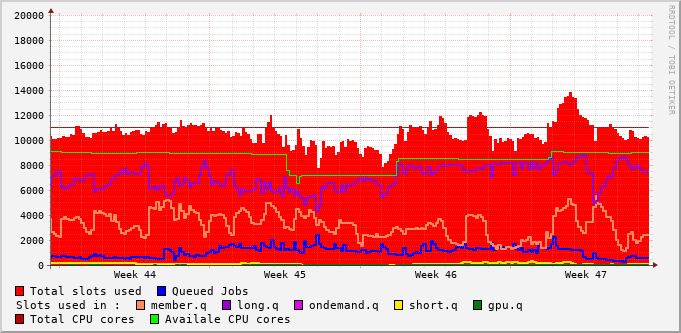 RRDTOOL / TOBI OETIKER
20000
18000
16000
14000
12000
10000
8000
6000
4000
2000
0
Week 44 Week 45 Week 46 Week 47
Total slots used Queued Jobs
Slots used in : member.q long.q ondemand.q short.q gpu.q
Total CPU cores Availale CPU cores